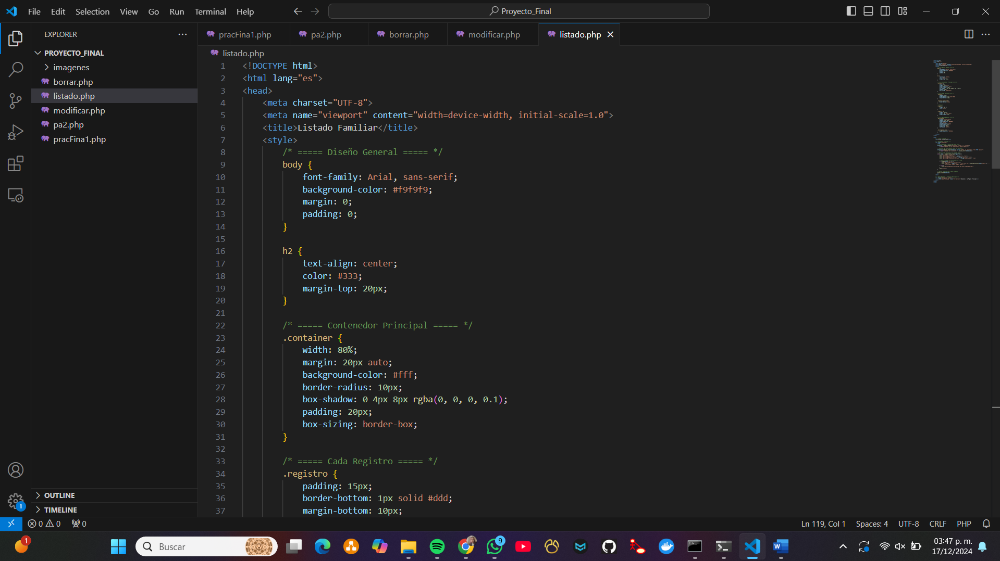 File Edit Selection View Go Run Terminal Help
Proyecto_Final
EXPLORER
PROYECTO_FINAL
imagenes
borrar.php
listado.php
modificar.php
pa2.php
pracFina1.php
OUTLINE
TIMELINE
pracFina1.php pa2.php borrar.php modificar.php listado.php
listado.php
1 <!DOCTYPE html>
2 <html lang="es">
3 <head>
4 <meta charset="UTF-8">
5 <meta name="viewport" content="width=device-width, initial-scale=1.0">
6 <title>Listado Familiar</title>
7 <style>
8 /* ===== Diseño General ===== */
9 body {
10 font-family: Arial, sans-serif;
11 background-color: #f9f9f9;
12 margin: 0;
13 padding: 0;
14 }
15
16 h2 {
17 text-align: center;
18 color: #333;
19 margin-top: 20px;
20 }
21
22 /* ===== Contenedor Principal ===== */
23 .container {
24 width: 80%;
25 margin: 20px auto;
26 background-color: #fff;
27 border-radius: 10px;
28 box-shadow: 0 4px 8px rgba(0, 0, 0, 0.1);
29 padding: 20px;
30 box-sizing: border-box;
31 }
32
33 /* ===== Cada Registro ===== */
34 .registro {
35 padding: 15px;
36 border-bottom: 1px solid #ddd;
37 margin-bottom: 10px;
1
0 0 0
Ln 119, Col 1 Spaces: 4 UTF-8 CRLF PHP
1
Buscar
9
03:47 p. m.
17/12/2024